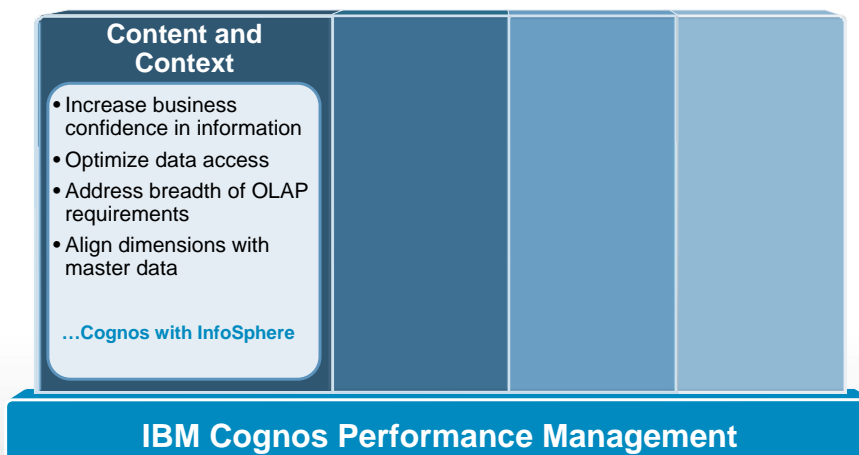 Content and
Context
• Increase business
confidence in information
• Optimize data access
• Address breadth of OLAP
requirements
• Align dimensions with
master data
…Cognos with InfoSphere
IBM Cognos Performance Management